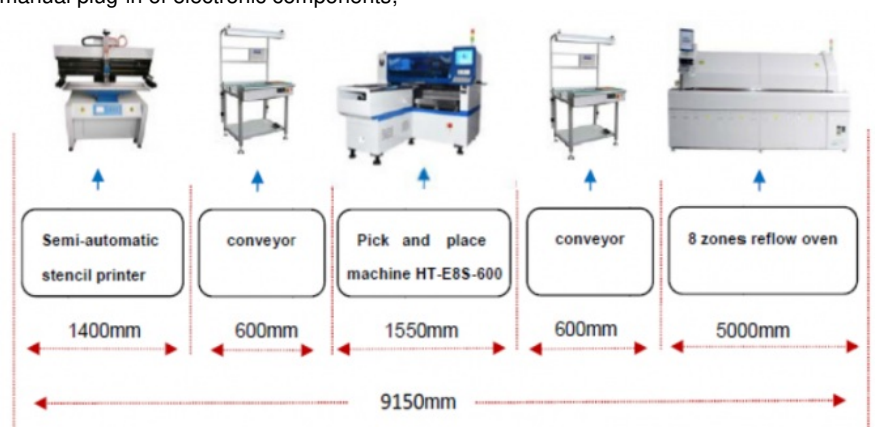 manual plug-in of electronic components;
Semi-automatic
stencil printer
conveyor
Pick and place
machine HT-E8S-600
conveyor
8 zones reflow oven
1400mm
600mm
1550mm
600mm
5000mm
9150mm